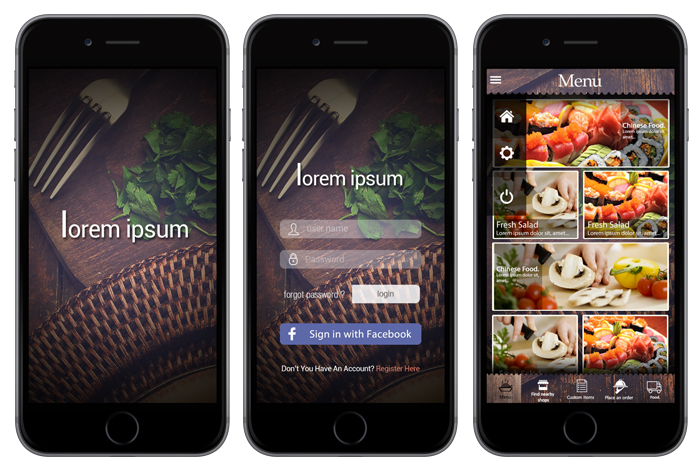 lorem ipsum
lorem ipsum
user name
Password
forgot password ?
login
f
Sign in with Facebook
Don't You Have An Account? Register Here
Menu
Chinese Food.
Lorem ipsum dolor sit,
amet...
Fresh Salad
Lorem ipsum dolor sit, amet...
Fresh Salad
Lorem ipsum dolor sit, amet...
Chinese Food.
Lorem ipsum dolor sit,
amet...
Menu
Find nearby
shops
Custom Items
Place an order
Food.